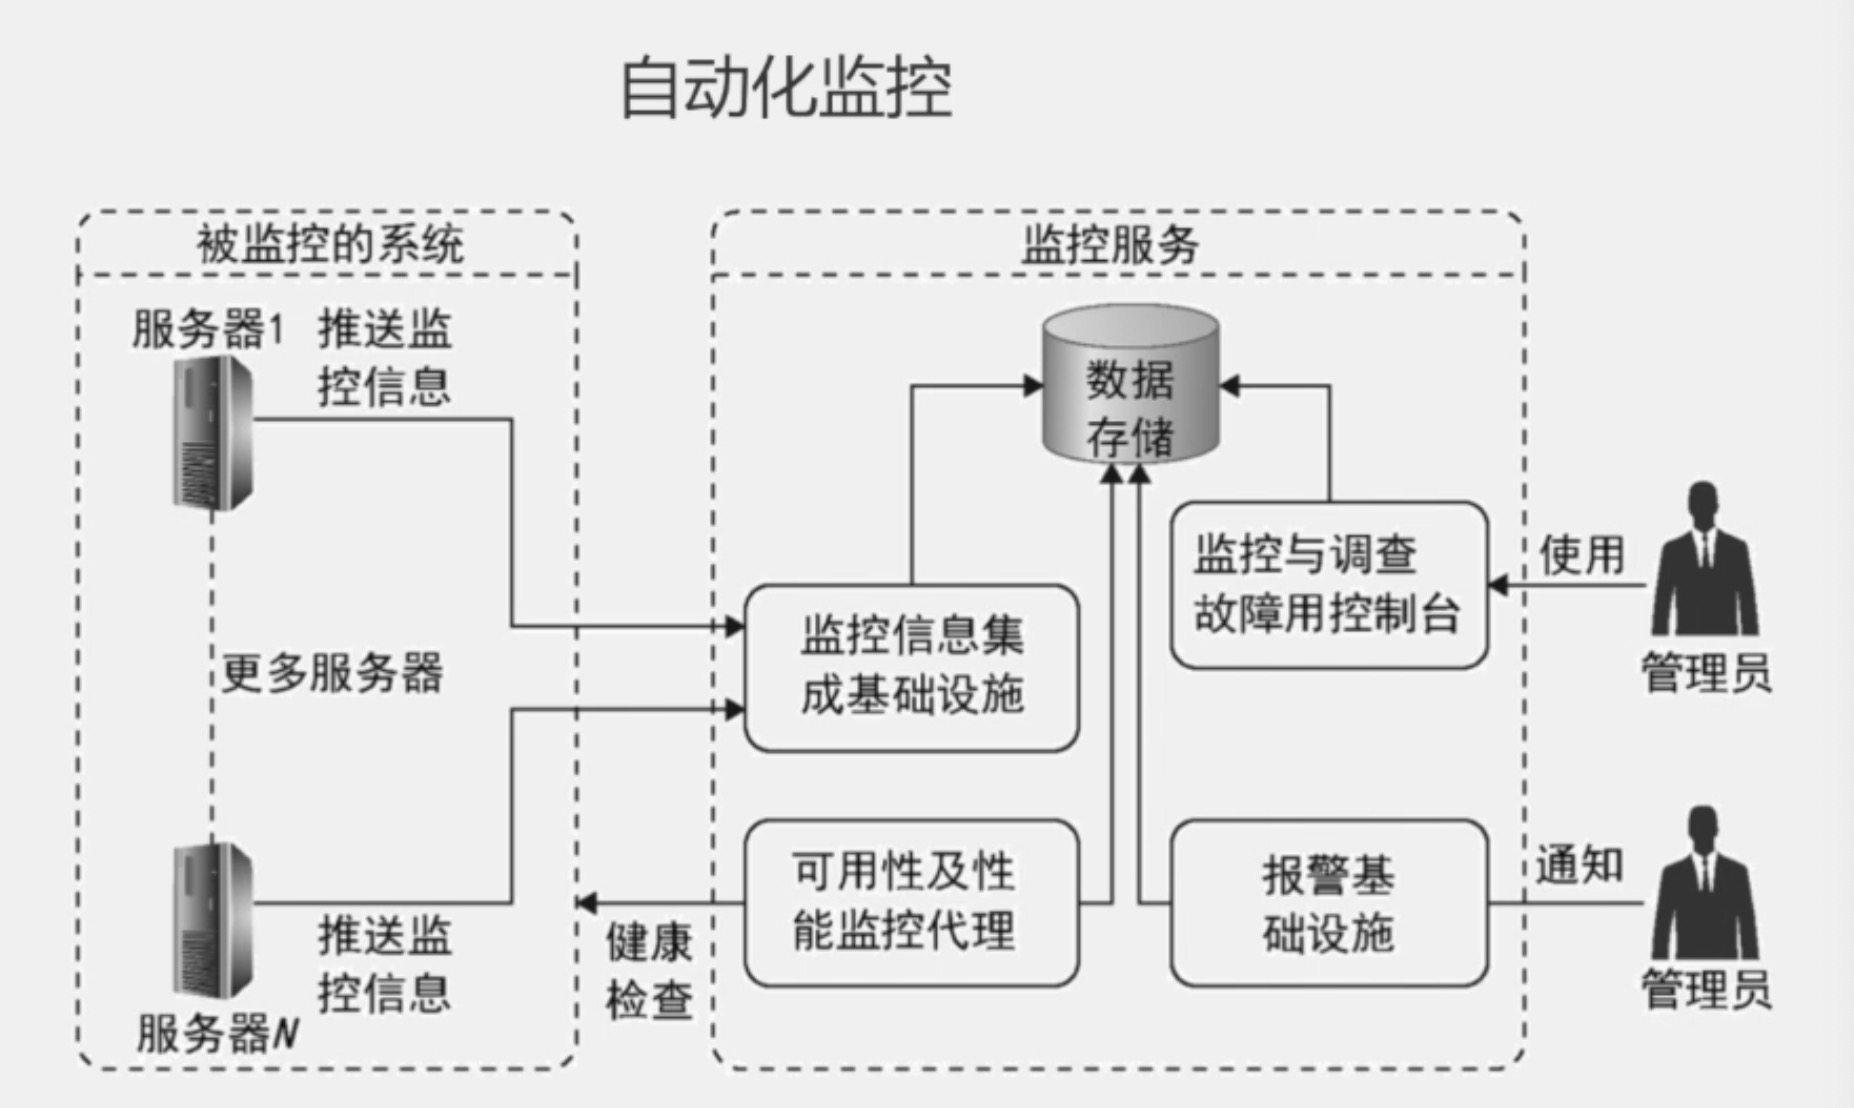 自动化监控
被监控的系统
服务器1
推送监
控信息
更多服务器
推送监
控信息
服务器N
健康
检查
监控服务
数据
存储
监控信息集
成基础设施
监控与调查
故障用控制台
可用性及性
能监控代理
报警基
础设施
使用
管理员
通知
管理员